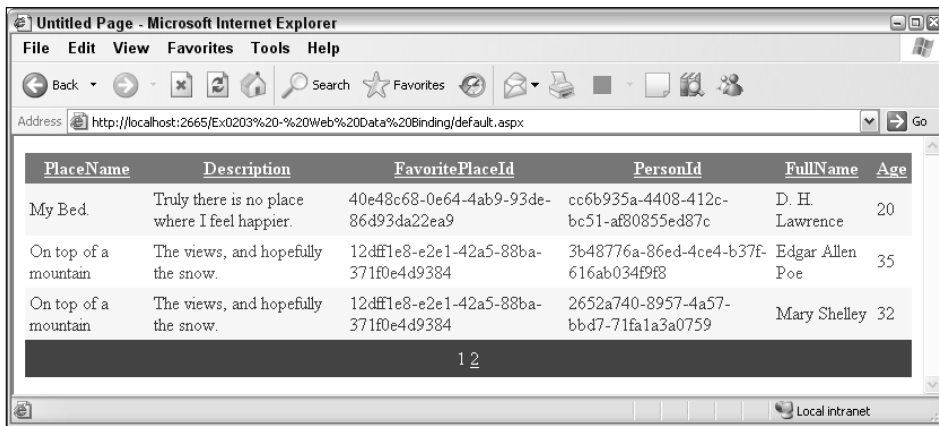 Untitled Page - Microsoft Internet Explorer
File Edit View Favorites Tools Help
Back Search Favorites
Address http://localhost:2665/Ex0203%20-%20Web%20Data%20Binding/default.aspx Go
PlaceName Description FavoritePlaceId PersonId FullName Age
My Bed. Truly there is no place where I feel happier. 40e48c68-0e64-4ab9-93de-86d93da22ea9 cc6b935a-4408-412c-bc51-af80855ed87c D. H. Lawrence 20
On top of a mountain The views, and hopefully the snow. 12dff1e8-e2e1-42a5-88ba-371f0e4d9384 3b48776a-86ed-4ce4-b37f-616ab034f9f8 Edgar Allen Poe 35
On top of a mountain The views, and hopefully the snow. 12dff1e8-e2e1-42a5-88ba-371f0e4d9384 2652a740-8957-4a57-bbd7-71fa1a3a0759 Mary Shelley 32
1 2
Local intranet